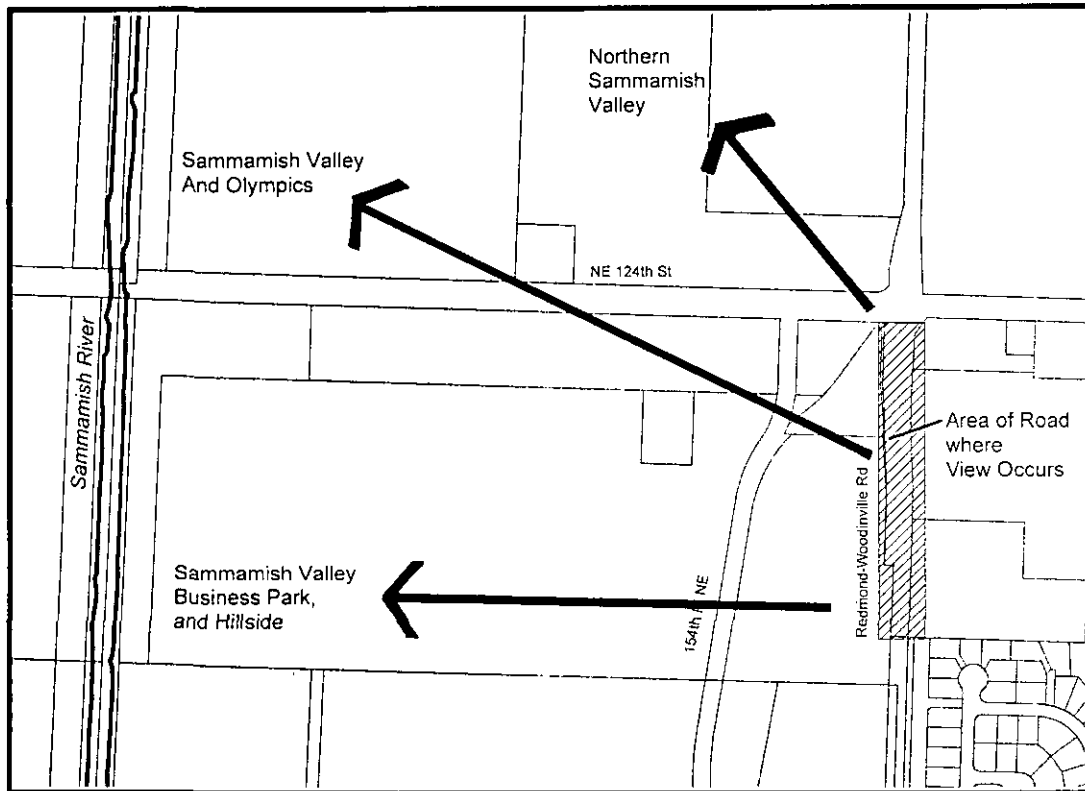 Northern
Sammamish
Valley
Sammamish Valley
And Olympics
NE 124th St
Sammamish River
Area of Road
where
View Occurs
Redmond-Woodinville Rd
Sammamish Valley
Business Park,
and Hillside
154th NE